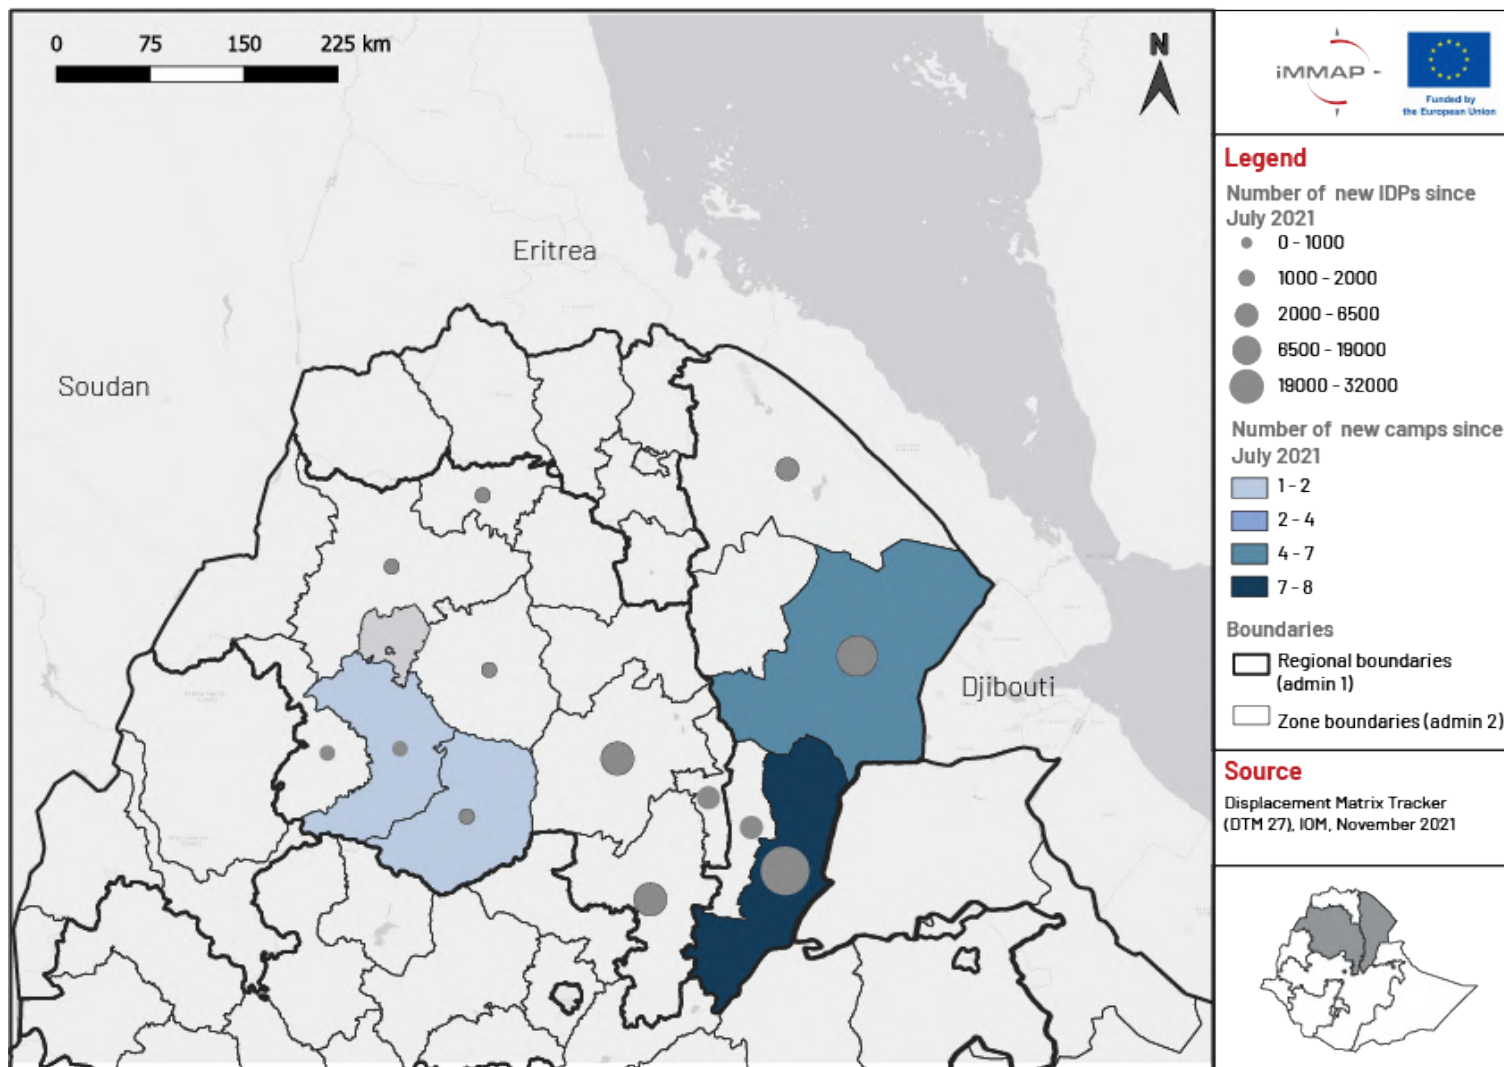 0 75 150 225 km
N
Eritrea
Soudan
Djibouti
iMMAP
Funded by
the European Union
Legend
Number of new IDPs since
July 2021
0 - 1000
1000 - 2000
2000 - 6500
6500 - 19000
19000 - 32000
Number of new camps since
July 2021
1 - 2
2 - 4
4 - 7
7 - 8
Boundaries
Regional boundaries
(admin 1)
Zone boundaries (admin 2)
Source
Displacement Matrix Tracker
(DTM 27), IOM, November 2021